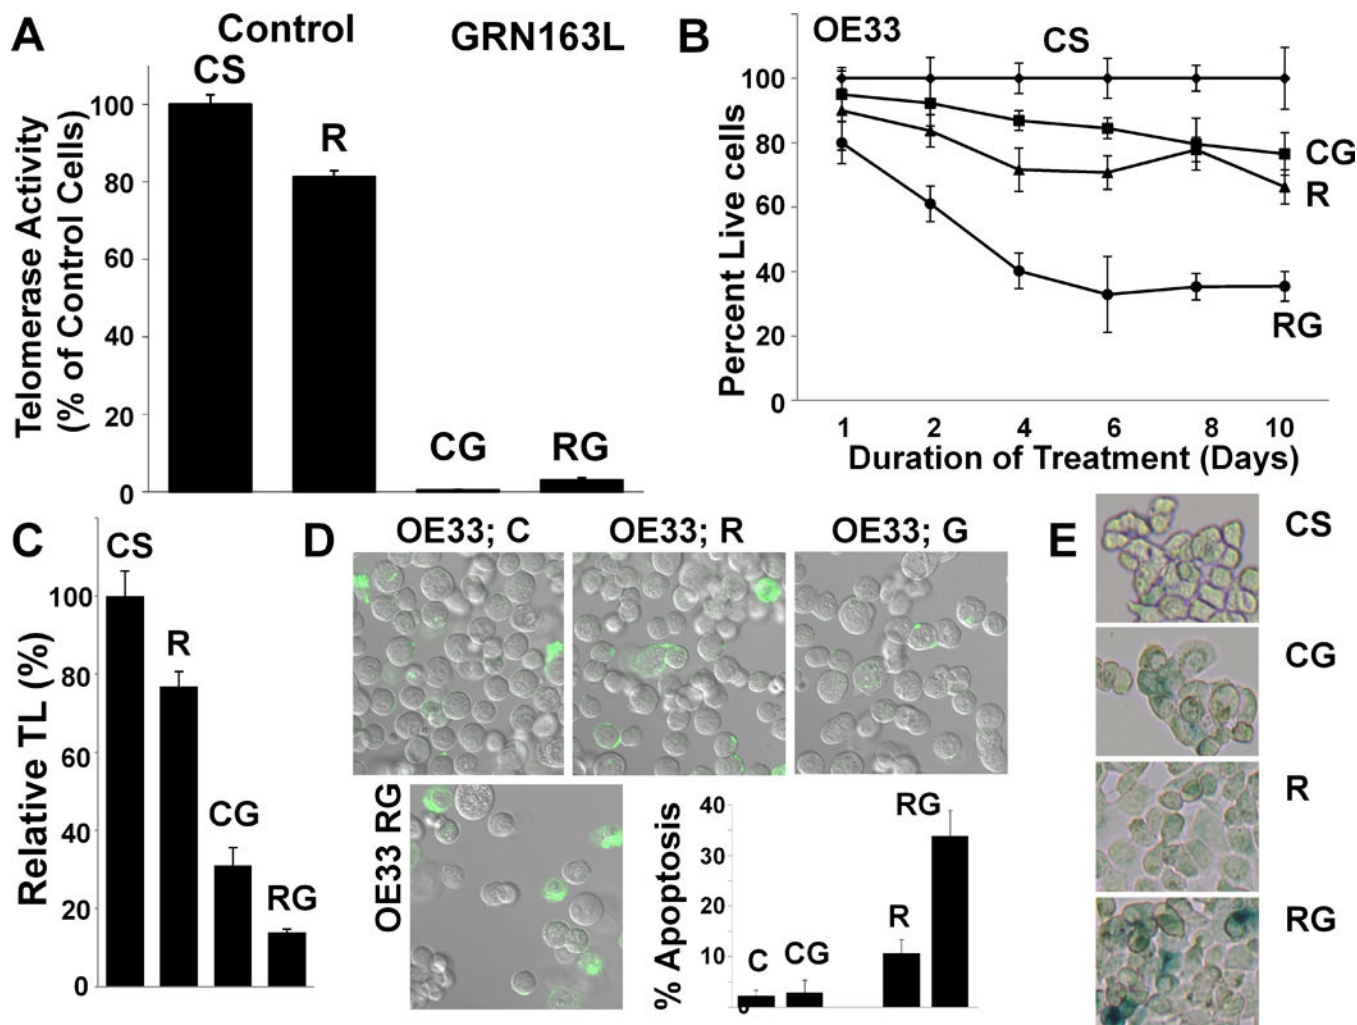 A
Control
GRN163L
CS
R
CG
RG
Telomerase Activity
(% of Control Cells)
100
80
60
40
20
0
B
OE33
CS
CG
R
RG
Percent Live cells
100
80
60
40
20
0
1 2 4 6 8 10
Duration of Treatment (Days)
C
CS
R
CG
RG
Relative TL (%)
100
80
60
40
20
0
D
OE33; C
OE33; R
OE33; G
OE33 RG
% Apoptosis
40
30
20
10
0
C
CG
R
RG
E
CS
CG
R
RG